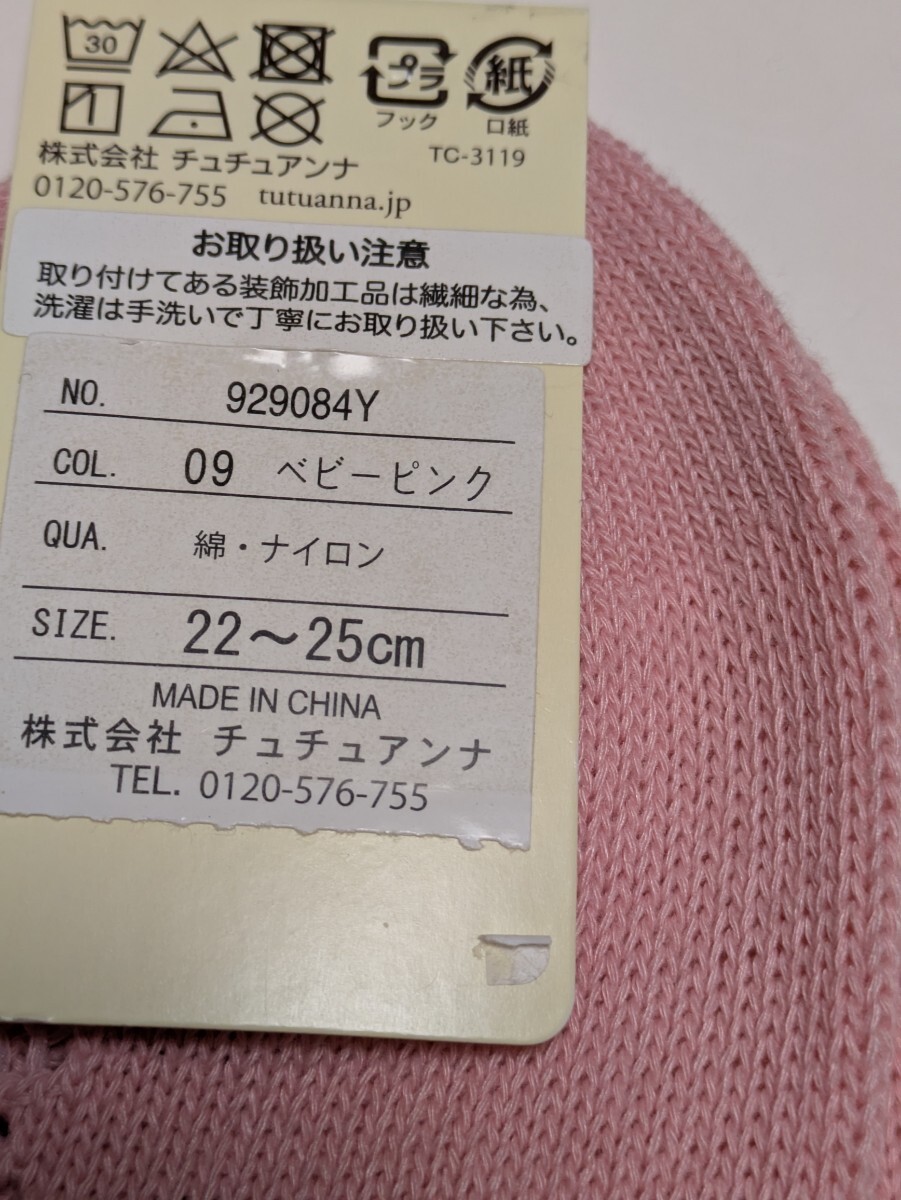 30
プラ
紙
フック
口紙
株式会社 チュチュアンナ
TC-3119
0120-576-755 tutuanna.jp
お取り扱い注意
取り付けてある装飾加工品は繊細な為、
洗濯は手洗いで丁寧にお取り扱い下さい。
NO. 929084Y
COL. 09 ベビーピンク
QUA. 綿・ナイロン
SIZE. 22～25cm
MADE IN CHINA
株式会社 チュチュアンナ
TEL. 0120-576-755